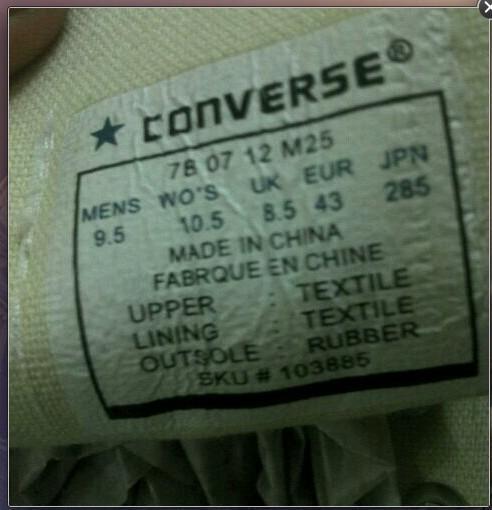 ★ CONVERSE®
7B 07 12 M25
MENS WO'S UK EUR JPN
9.5 10.5 8.5 43 285
MADE IN CHINA
FABRQUE EN CHINE
UPPER : TEXTILE
LINING : TEXTILE
OUTSOLE : RUBBER
SKU # 103885